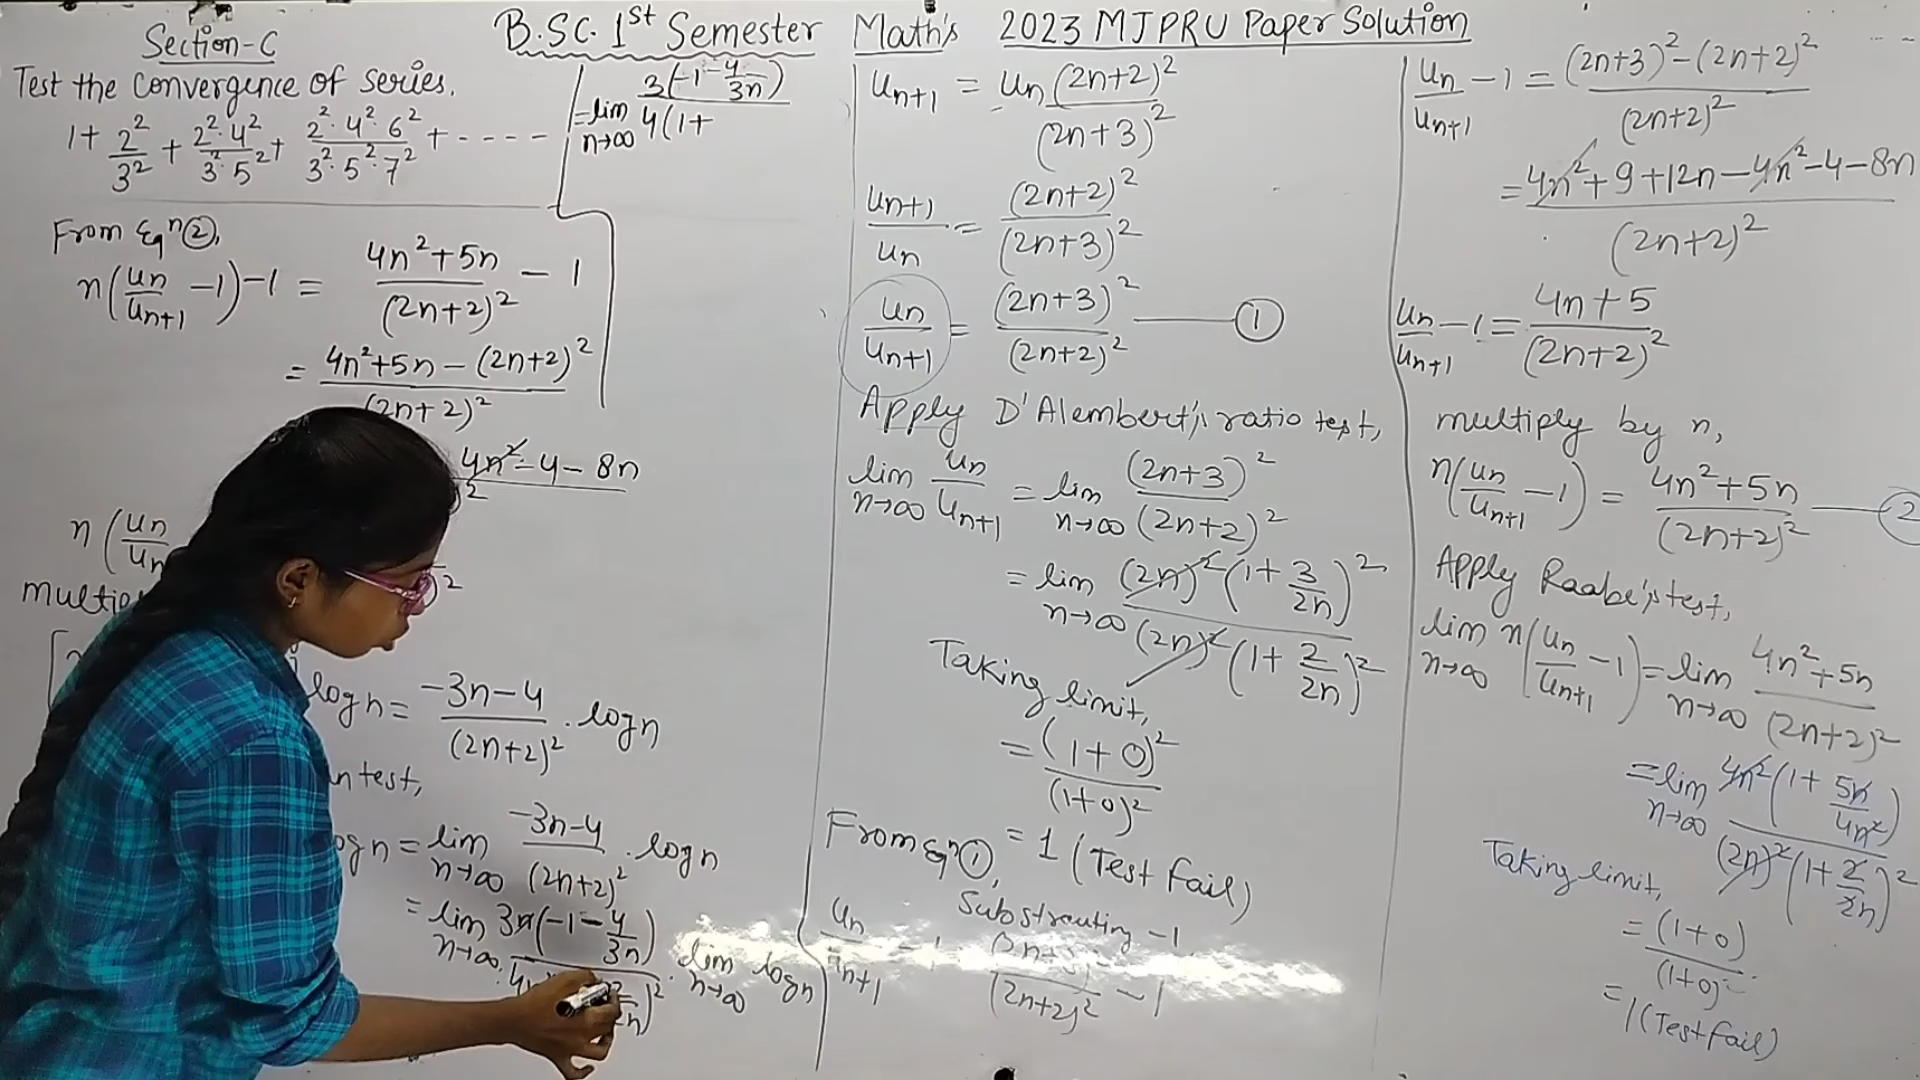 B.SC. 1st Semester Math's 2023 MJPRU Paper Solution
Section-C
Test the Convergence of series.
1+ 2²/3² + 2²·4²/3²·5² + 2²·4²·6²/3²·5²·7² + ----
From Eqⁿ②,
n(un/un+1 -1)-1 = 4n²+5n/(2n+2)² - 1
= 4n²+5n-(2n+2)²/(2n+2)²
4n²-4-8n
n(un/un
logn = -3n-4/(2n+2)² . logn
test,
ogn = lim n→∞ -3n-4/(2n+2)² . logn
= lim n→∞ 3n(-1-4/3n) . lim n→∞ logn
= lim n→∞ 3(-1-4/3n)/4(1+
un+1 = un(2n+2)²/(2n+3)²
un+1/un = (2n+2)²/(2n+3)²
un/un+1 = (2n+3)²/(2n+2)² —— ①
Apply D'Alembert's ratio test,
lim n→∞ un/un+1 = lim n→∞ (2n+3)²/(2n+2)²
= lim n→∞ (2n)²(1+3/2n)²/(2n)²(1+2/2n)²
Taking limit,
= (1+0)²/(1+0)²
= 1 (Test fail)
From Eqⁿ①,
Substrauting -1
un/un+1 - 1 (2n+3)²/(2n+2)² - 1
un/un+1 -1 = (2n+3)²-(2n+2)²/(2n+2)²
= 4n²+9+12n-4n²-4-8n/(2n+2)²
un/un+1 -1 = 4n+5/(2n+2)²
multiply by n,
n(un/un+1 -1) = 4n²+5n/(2n+2)² —— ②
Apply Raabe's test,
lim n→∞ n(un/un+1 -1) = lim n→∞ 4n²+5n/(2n+2)²
= lim n→∞ 4n²(1+5n/4n²)/(2n)²(1+2/2n)²
Taking limit,
= (1+0)/(1+0)
= 1 (Test fail)